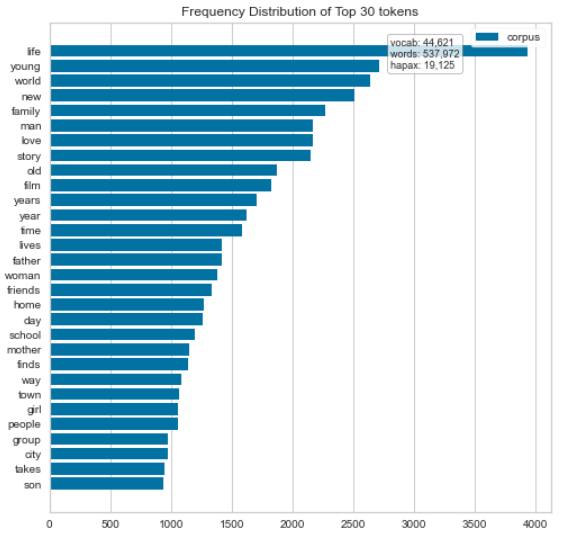 Frequency Distribution of Top 30 tokens
corpus
vocab: 44,621
words: 537,972
hapax: 19,125
life
young
world
new
family
man
love
story
old
film
years
year
time
lives
father
woman
friends
home
day
school
mother
finds
way
town
girl
people
group
city
takes
son
0 500 1000 1500 2000 2500 3000 3500 4000